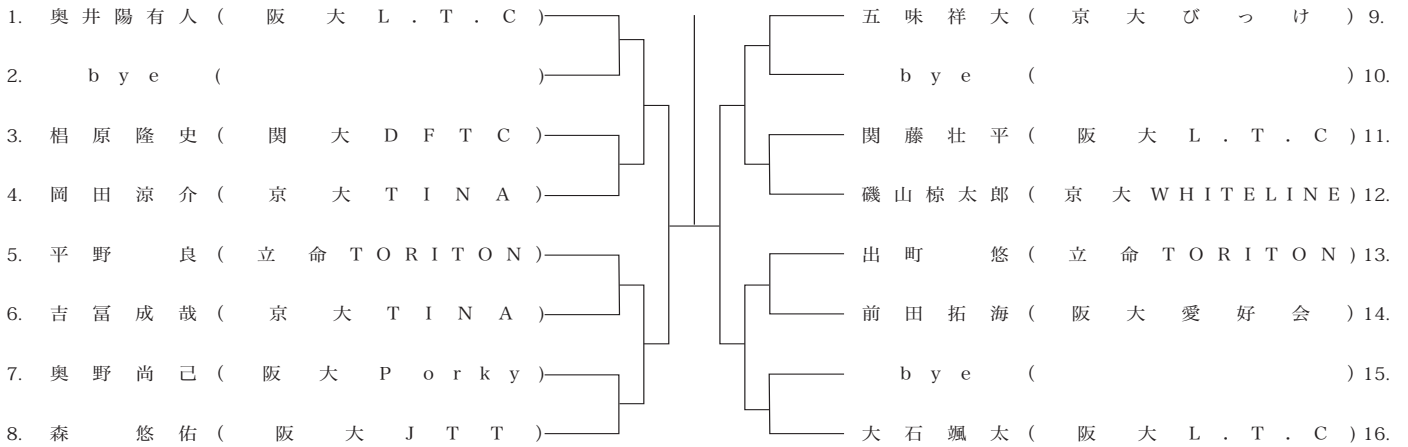 1. 奥井陽有人(阪大L.T.C)
2. bye ( )
3. 椙原隆史(関大DFTC)
4. 岡田涼介(京大TINA)
5. 平野 良(立命TORITON)
6. 吉冨成哉(京大TINA)
7. 奥野尚己(阪大Porky)
8. 森 悠佑(阪大JTT)
五味祥大(京大びっけ) 9.
bye ( ) 10.
関藤壮平(阪大L.T.C) 11.
磯山椋太郎(京大WHITELINE) 12.
出町 悠(立命TORITON) 13.
前田拓海(阪大愛好会) 14.
bye ( ) 15.
大石颯太(阪大L.T.C) 16.